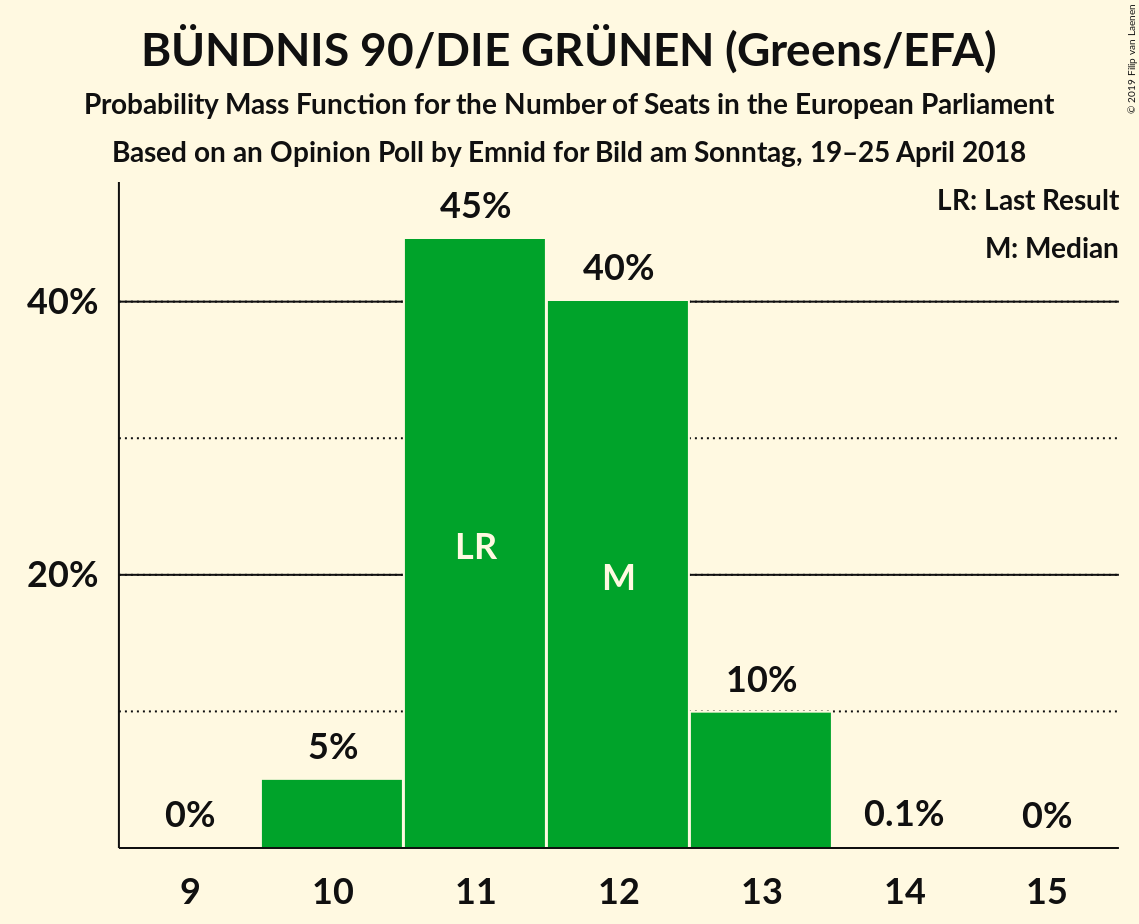 BÜNDNIS 90/DIE GRÜNEN (Greens/EFA)
Probability Mass Function for the Number of Seats in the European Parliament
Based on an Opinion Poll by Emnid for Bild am Sonntag, 19–25 April 2018
© 2019 Filip van Laenen
LR: Last Result
M: Median
45%
40%
40%
LR
M
20%
10%
5%
0%
0.1%
0%
9 10 11 12 13 14 15